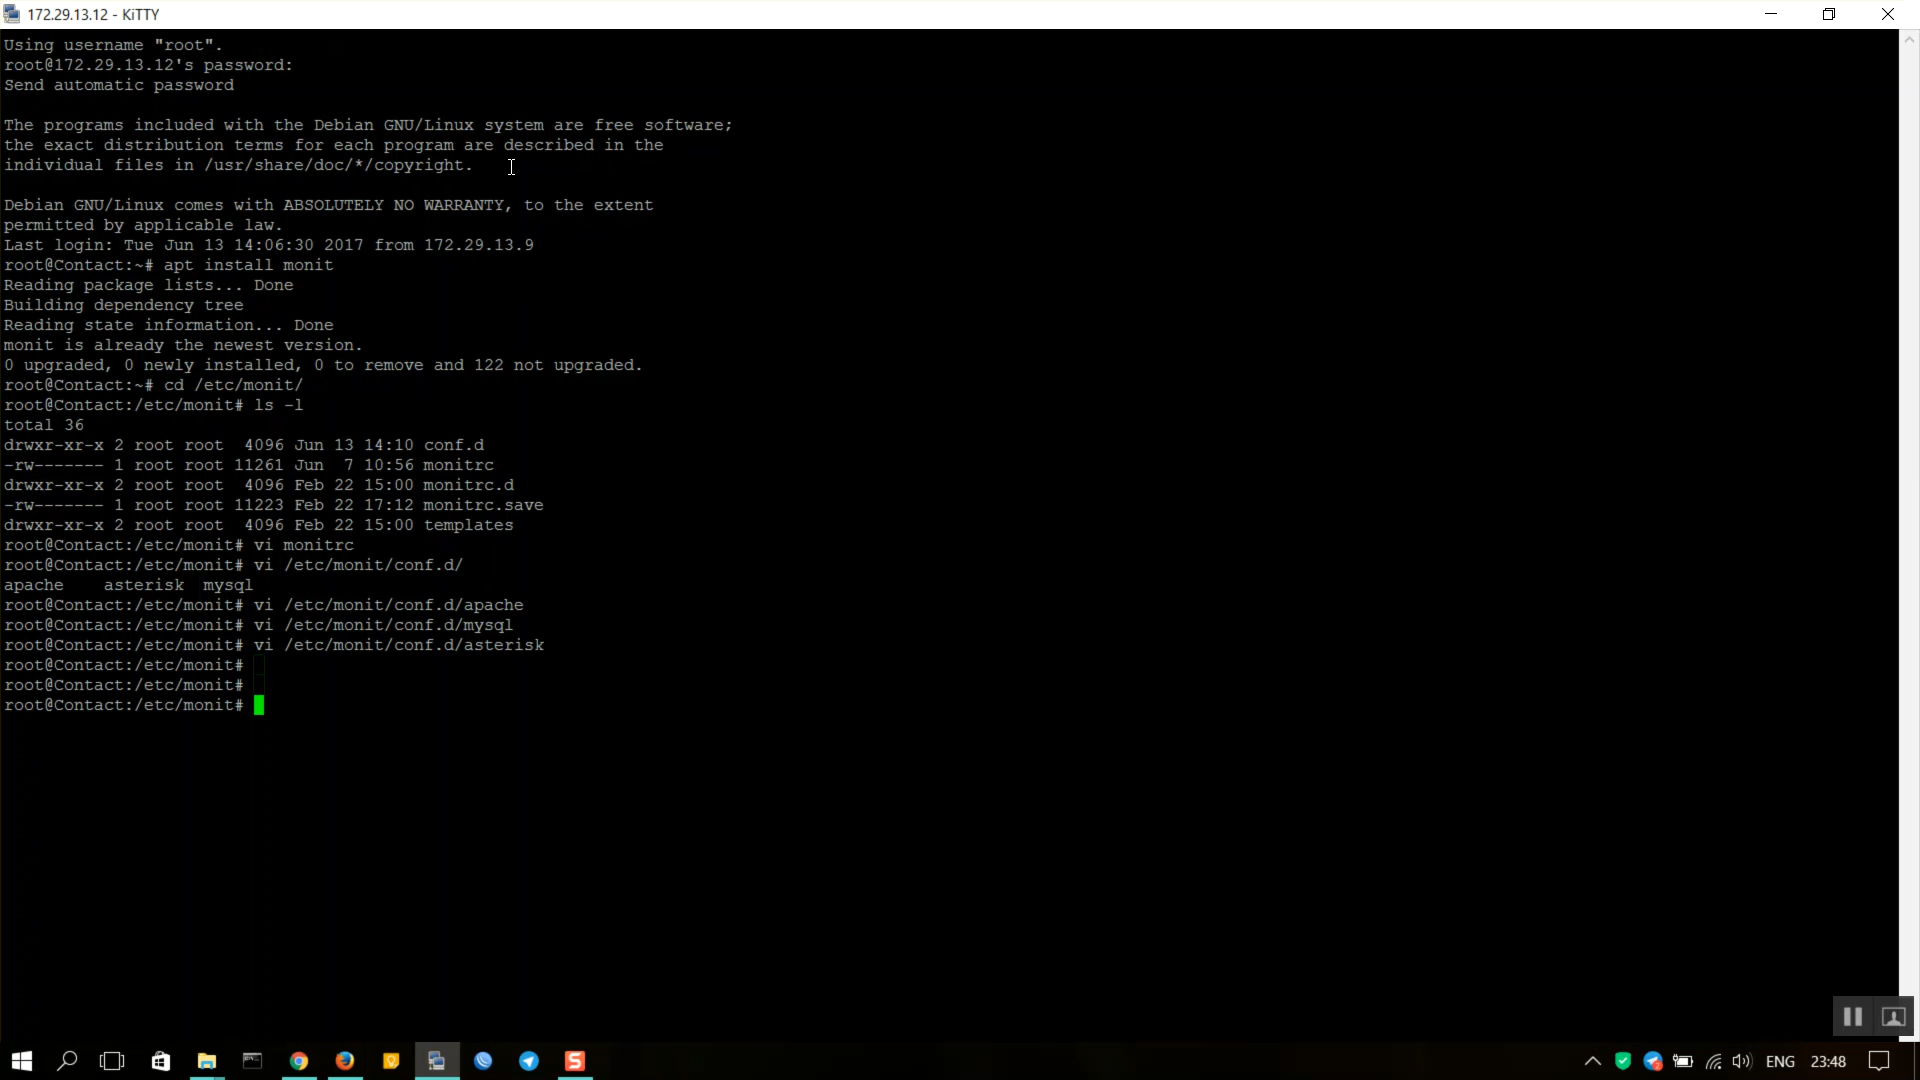 172.29.13.12 - KiTTY
Using username "root".
root@172.29.13.12's password:
Send automatic password
The programs included with the Debian GNU/Linux system are free software;
the exact distribution terms for each program are described in the
individual files in /usr/share/doc/*/copyright.
Debian GNU/Linux comes with ABSOLUTELY NO WARRANTY, to the extent
permitted by applicable law.
Last login: Tue Jun 13 14:06:30 2017 from 172.29.13.9
root@Contact:~# apt install monit
Reading package lists... Done
Building dependency tree
Reading state information... Done
monit is already the newest version.
0 upgraded, 0 newly installed, 0 to remove and 122 not upgraded.
root@Contact:~# cd /etc/monit/
root@Contact:/etc/monit# ls -l
total 36
drwxr-xr-x 2 root root  4096 Jun 13 14:10 conf.d
-rw------- 1 root root 11261 Jun  7 10:56 monitrc
drwxr-xr-x 2 root root  4096 Feb 22 15:00 monitrc.d
-rw------- 1 root root 11223 Feb 22 17:12 monitrc.save
drwxr-xr-x 2 root root  4096 Feb 22 15:00 templates
root@Contact:/etc/monit# vi monitrc
root@Contact:/etc/monit# vi /etc/monit/conf.d/
apache    asterisk  mysql
root@Contact:/etc/monit# vi /etc/monit/conf.d/apache
root@Contact:/etc/monit# vi /etc/monit/conf.d/mysql
root@Contact:/etc/monit# vi /etc/monit/conf.d/asterisk
root@Contact:/etc/monit#
root@Contact:/etc/monit#
root@Contact:/etc/monit#
ENG 23:48